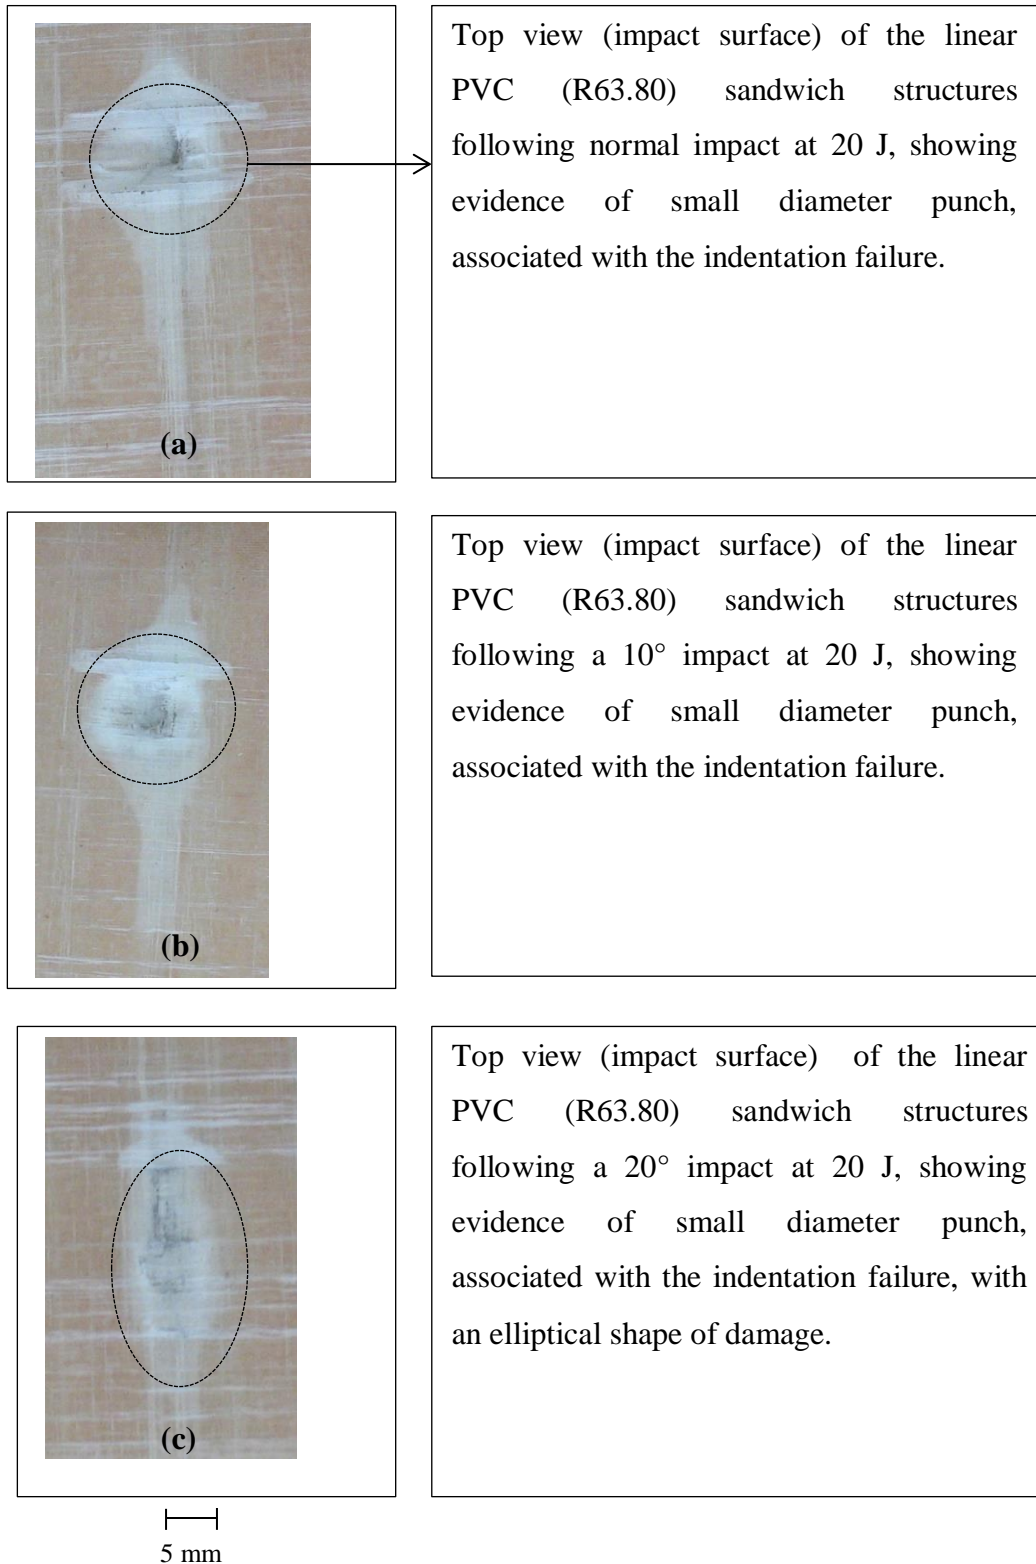 Top view (impact surface) of the linear
PVC (R63.80) sandwich structures
following normal impact at 20 J, showing
evidence of small diameter punch,
associated with the indentation failure.
(a)
Top view (impact surface) of the linear
PVC (R63.80) sandwich structures
following a 10° impact at 20 J, showing
evidence of small diameter punch,
associated with the indentation failure.
(b)
Top view (impact surface) of the linear
PVC (R63.80) sandwich structures
following a 20° impact at 20 J, showing
evidence of small diameter punch,
associated with the indentation failure, with
an elliptical shape of damage.
(c)
5 mm